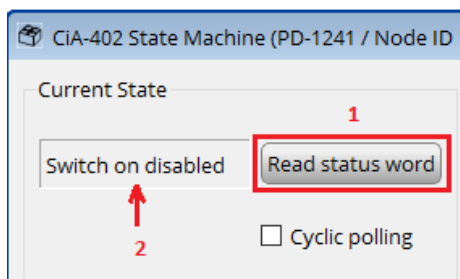 CiA-402 State Machine (PD-1241 / Node ID
Current State
1
Switch on disabled
Read status word
2
Cyclic polling